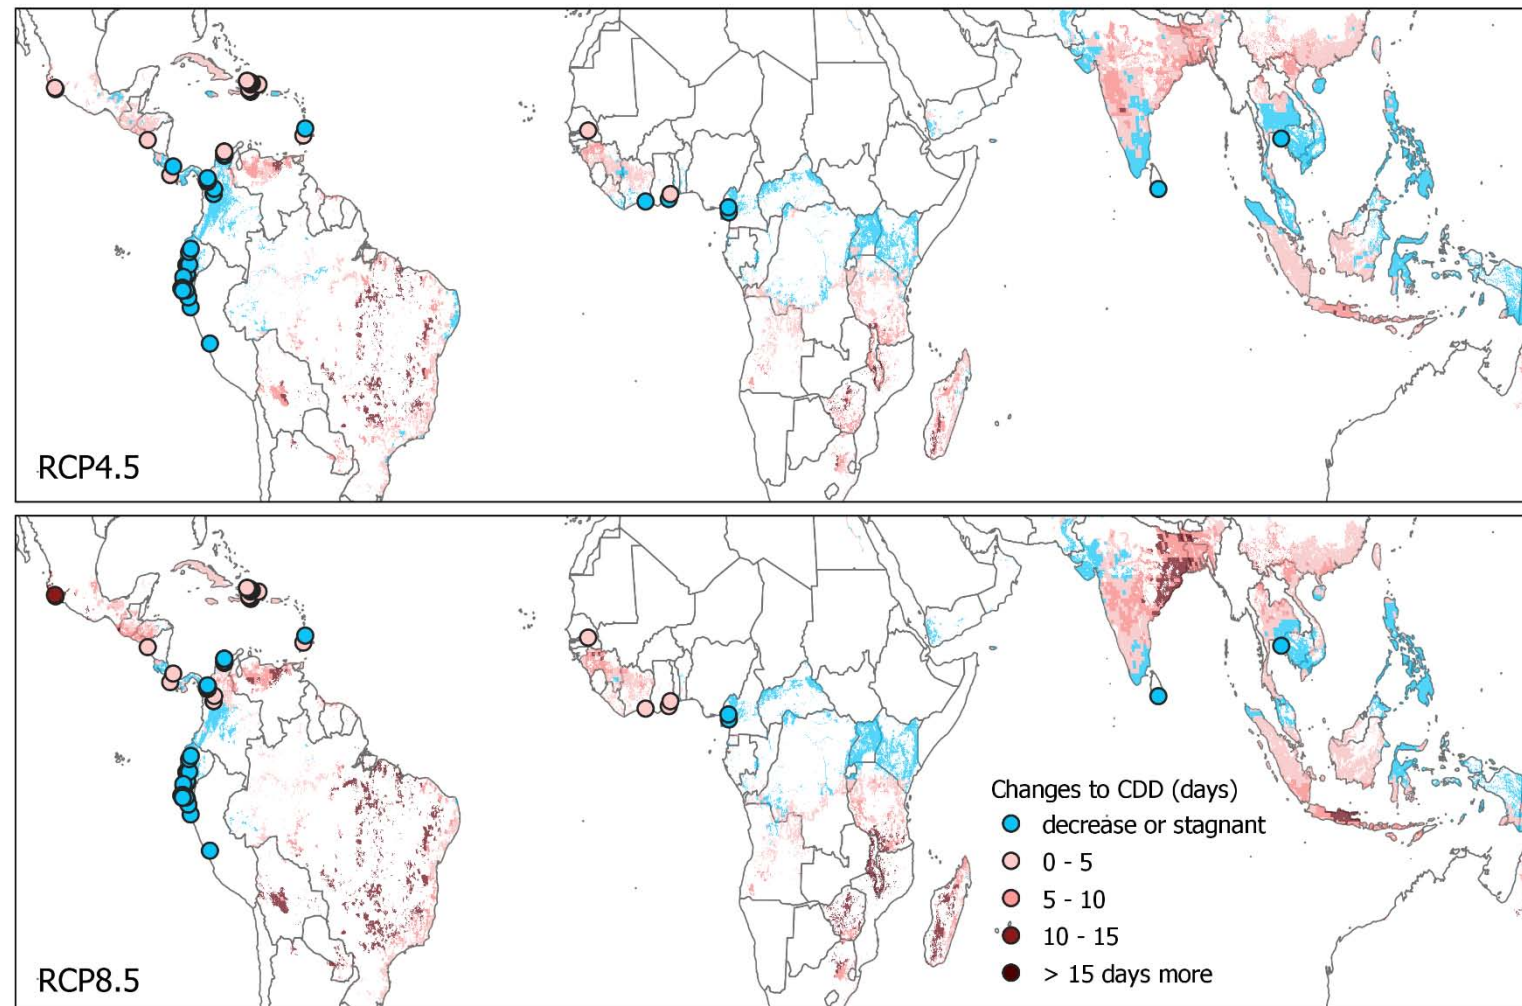 RCP4.5
RCP8.5
Changes to CDD (days)
decrease or stagnant
0 - 5
5 - 10
10 - 15
> 15 days more